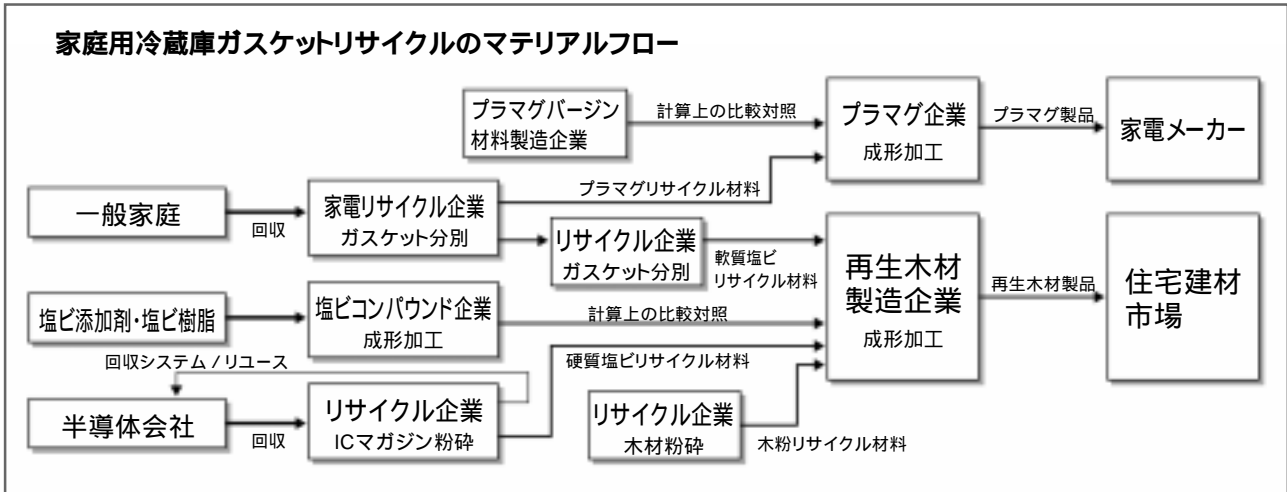 家庭用冷蔵庫ガスケットリサイクルのマテリアルフロー
プラマグバージン
材料製造企業
計算上の比較対照
プラマグ企業
成形加工
プラマグ製品
家電メーカー
一般家庭
回収
家電リサイクル企業
ガスケット分別
プラマグリサイクル材料
リサイクル企業
ガスケット分別
軟質塩ビ
リサイクル材料
再生木材
製造企業
成形加工
再生木材製品
住宅建材
市場
塩ビ添加剤・塩ビ樹脂
塩ビコンパウンド企業
成形加工
計算上の比較対照
回収システム / リユース
硬質塩ビリサイクル材料
半導体会社
回収
リサイクル企業
ICマガジン粉砕
リサイクル企業
木材粉砕
木粉リサイクル材料